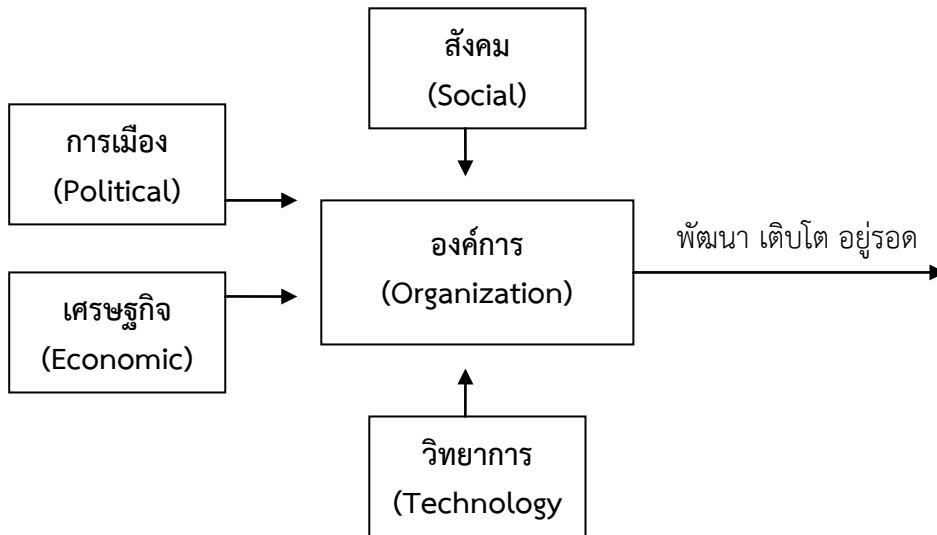 สังคม
(Social)
การเมือง
(Political)
องค์การ
(Organization)
พัฒนา เติบโต อยู่รอด
เศรษฐกิจ
(Economic)
วิทยาการ
(Technology